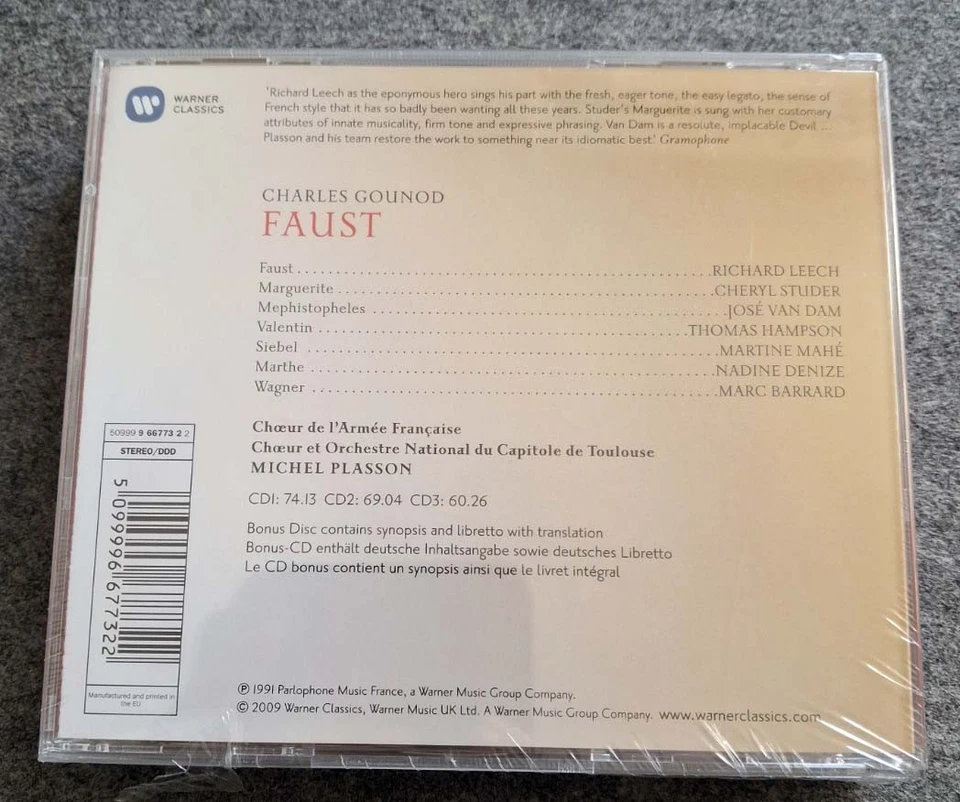 WARNER
CLASSICS
'Richard Leech as the eponymous hero sings his part with the fresh, eager tone, the easy legato, the sense of
French style that it has so badly been wanting all these years. Studer's Marguerite is sung with her customary
attributes of innate musicality, firm tone and expressive phrasing. Van Dam is a resolute, implacable Devil ...
Plasson and his team restore the work to something near its idiomatic best.' Gramophone
CHARLES GOUNOD
FAUST
Faust ................ RICHARD LEECH
Marguerite ................ CHERYL STUDER
Mephistopheles ................ JOSÉ VAN DAM
Valentin ................ THOMAS HAMPSON
Siebel ................ MARTINE MAHÉ
Marthe ................ NADINE DENIZE
Wagner ................ MARC BARRARD
Chœur de l'Armée Française
Chœur et Orchestre National du Capitole de Toulouse
MICHEL PLASSON
CD1: 74.13 CD2: 69.04 CD3: 60.26
Bonus Disc contains synopsis and libretto with translation
Bonus-CD enthält deutsche Inhaltsangabe sowie deutsches Libretto
Le CD bonus contient un synopsis ainsi que le livret intégral
50999 9 66773 2 2
STEREO/DDD
5 099996 677322
Manufactured and printed in
the EU
℗ 1991 Parlophone Music France, a Warner Music Group Company.
© 2009 Warner Classics, Warner Music UK Ltd. A Warner Music Group Company. www.warnerclassics.com